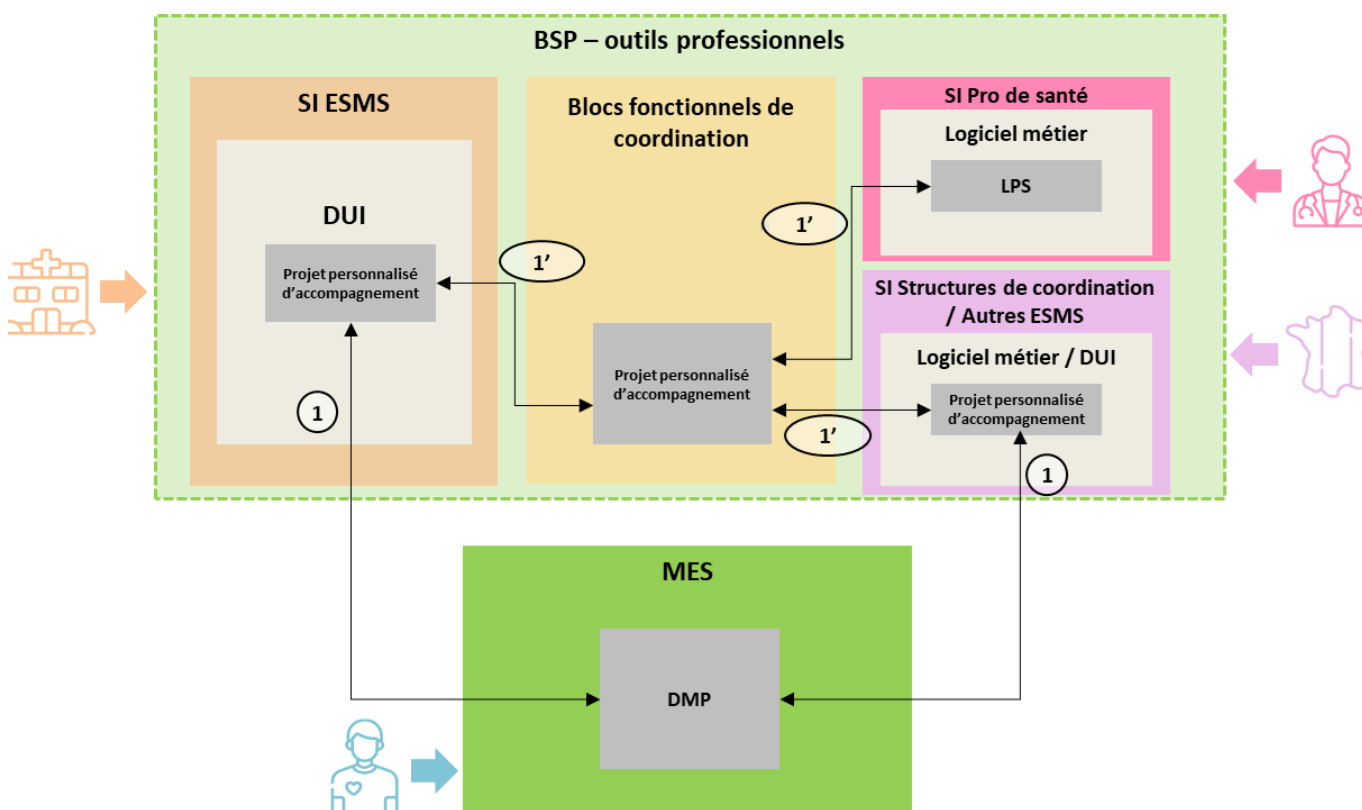 BSP – outils professionnels
SI ESMS
DUI
Projet personnalisé
d’accompagnement
1’
1
Blocs fonctionnels de
coordination
Projet personnalisé
d’accompagnement
1’
1’
SI Pro de santé
Logiciel métier
LPS
SI Structures de coordination
/ Autres ESMS
Logiciel métier / DUI
Projet personnalisé
d’accompagnement
1
MES
DMP